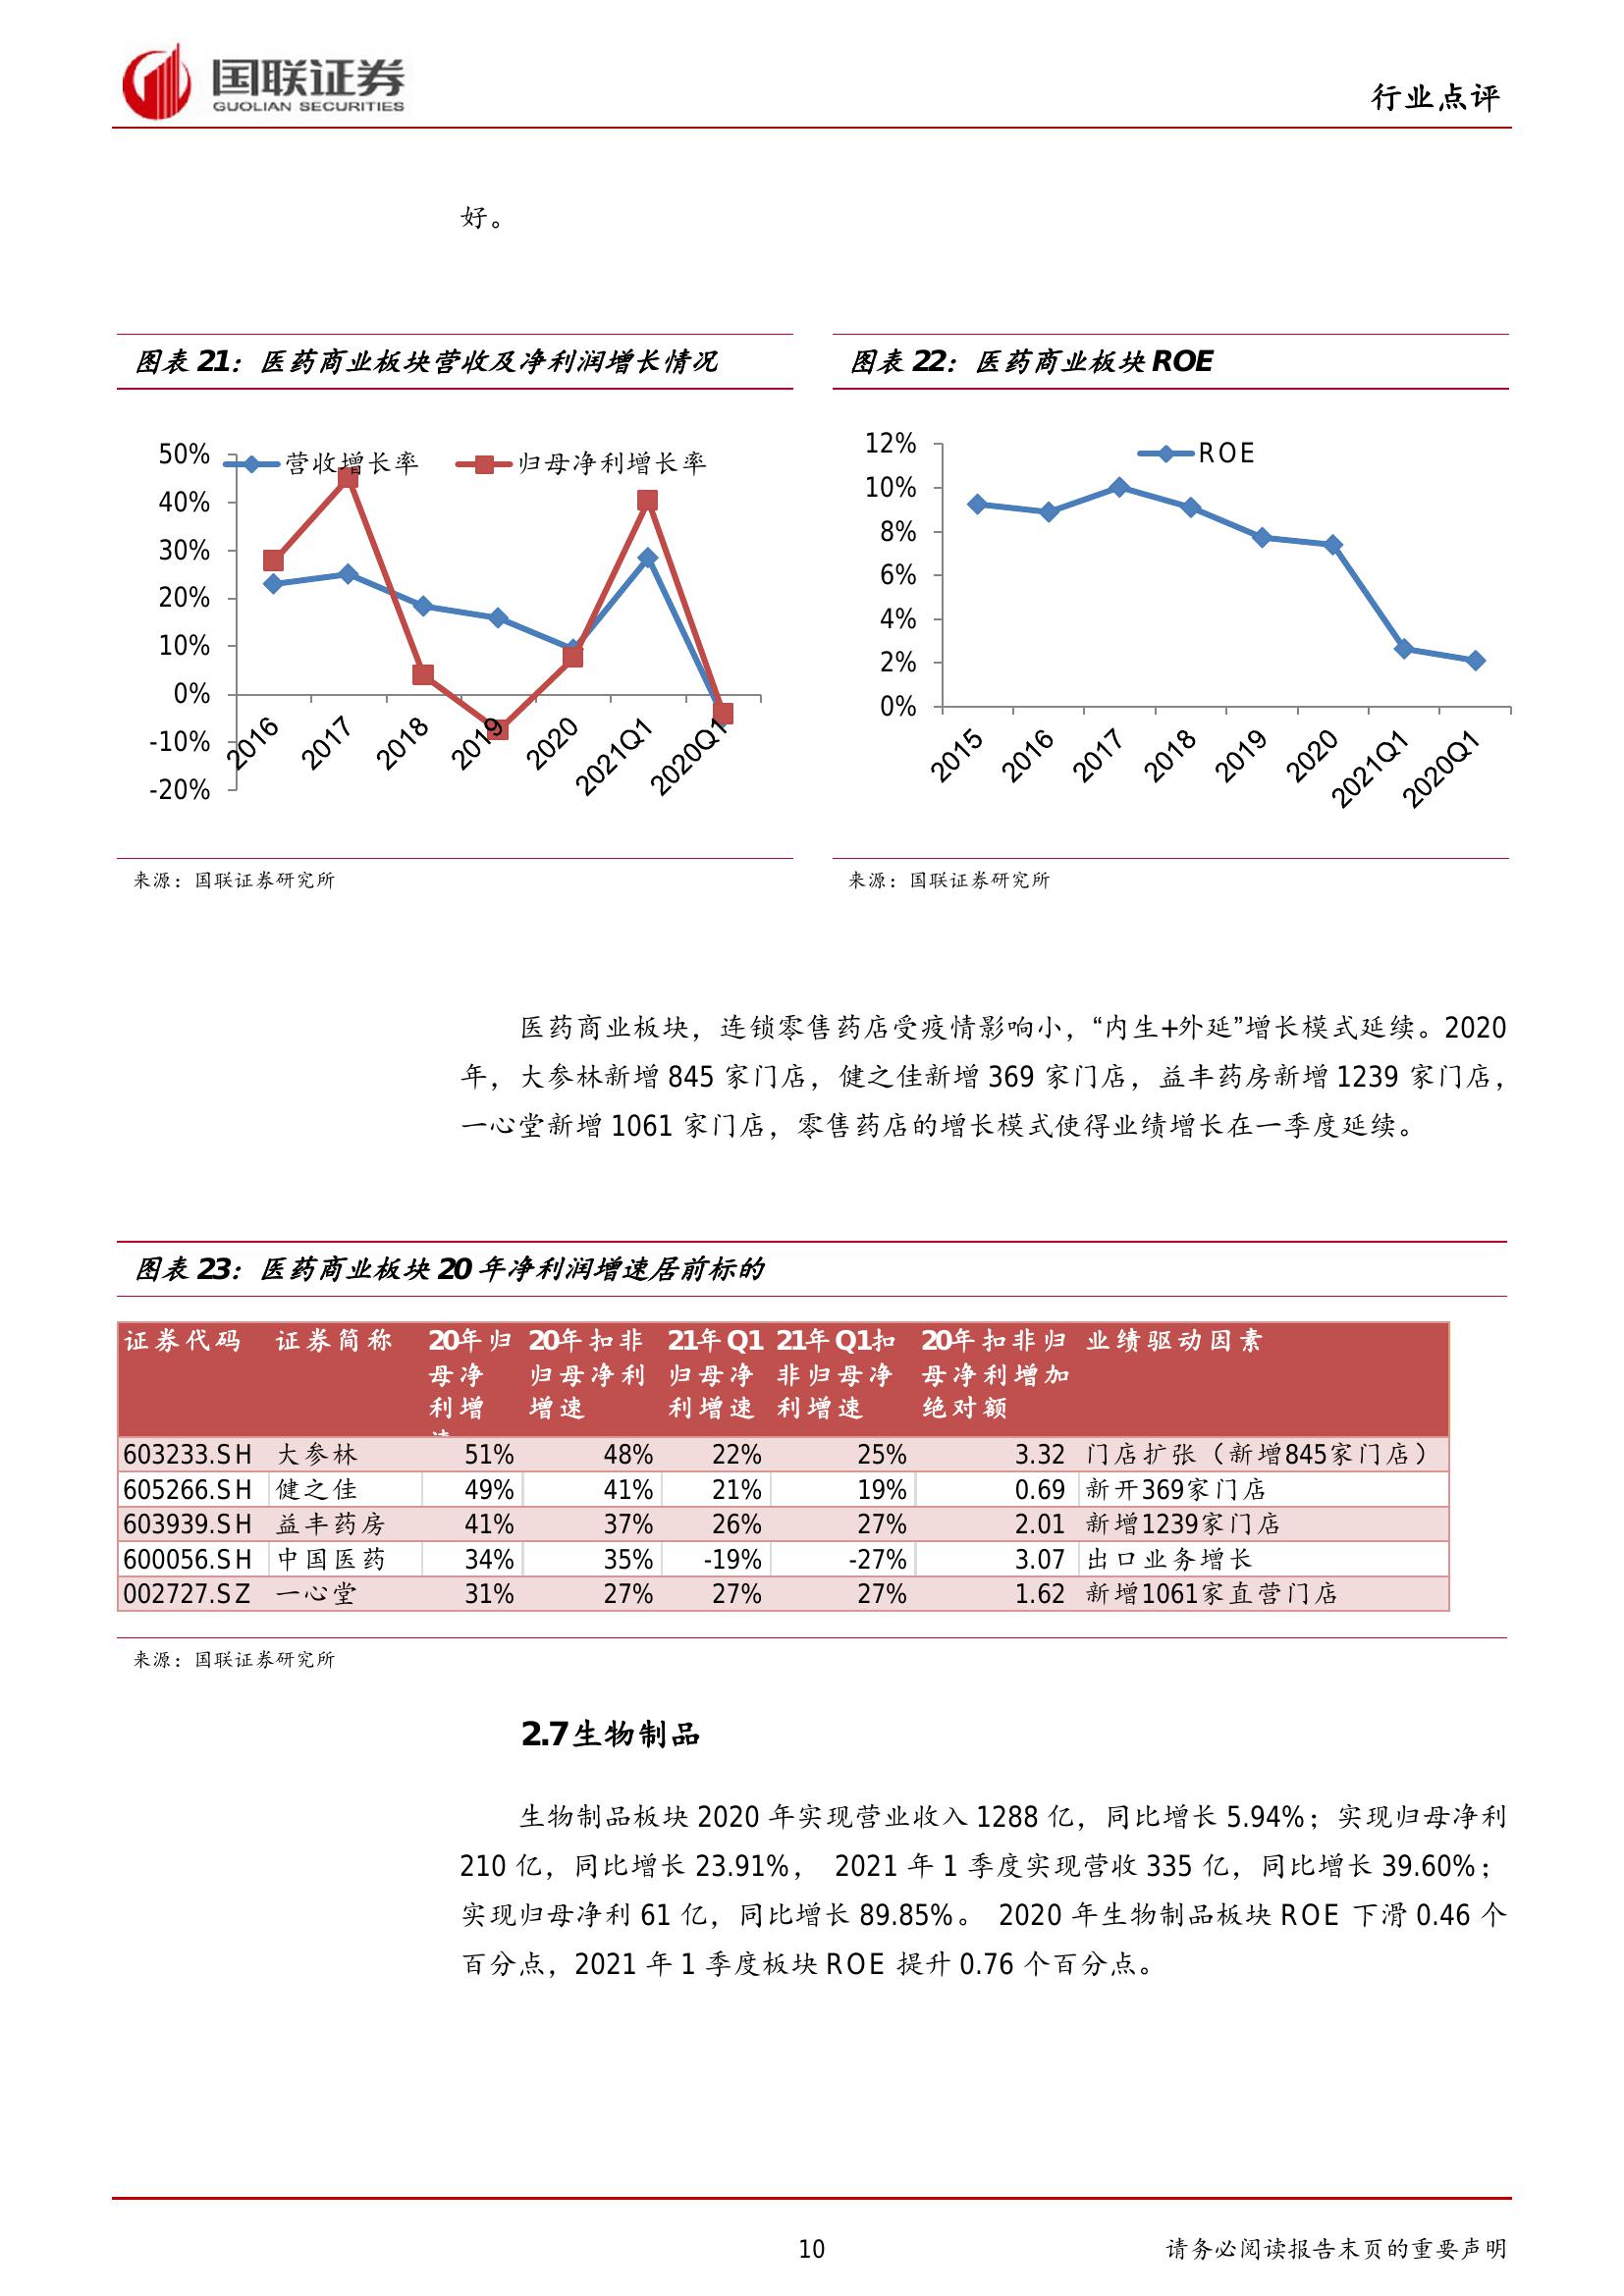 国联证券
GUOLIAN SECURITIES
行业点评
好。
图表 21：医药商业板块营收及净利润增长情况
50%
40%
30%
20%
10%
0%
-10%
-20%
营收增长率
归母净利增长率
2016
2017
2018
2019
2020
2021Q1
2020Q1
来源：国联证券研究所
图表 22：医药商业板块 ROE
12%
10%
8%
6%
4%
2%
0%
ROE
2015
2016
2017
2018
2019
2020
2021Q1
2020Q1
来源：国联证券研究所
医药商业板块，连锁零售药店受疫情影响小，“内生+外延”增长模式延续。2020
年，大参林新增 845 家门店，健之佳新增 369 家门店，益丰药房新增 1239 家门店，
一心堂新增 1061 家门店，零售药店的增长模式使得业绩增长在一季度延续。
图表 23：医药商业板块 20 年净利润增速居前标的
证券代码 证券简称 20年归母净利增 20年扣非归母净利增速 21年Q1归母净利增速 21年Q1扣非归母净利增速 20年扣非归母净利增加绝对额 业绩驱动因素
603233.SH 大参林 51% 48% 22% 25% 3.32 门店扩张（新增845家门店）
605266.SH 健之佳 49% 41% 21% 19% 0.69 新开369家门店
603939.SH 益丰药房 41% 37% 26% 27% 2.01 新增1239家门店
600056.SH 中国医药 34% 35% -19% -27% 3.07 出口业务增长
002727.SZ 一心堂 31% 27% 27% 27% 1.62 新增1061家直营门店
来源：国联证券研究所
2.7 生物制品
生物制品板块 2020 年实现营业收入 1288 亿，同比增长 5.94%；实现归母净利
210 亿，同比增长 23.91%， 2021 年 1 季度实现营收 335 亿，同比增长 39.60%；
实现归母净利 61 亿，同比增长 89.85%。 2020 年生物制品板块 ROE 下滑 0.46 个
百分点，2021 年 1 季度板块 ROE 提升 0.76 个百分点。
10
请务必阅读报告末页的重要声明